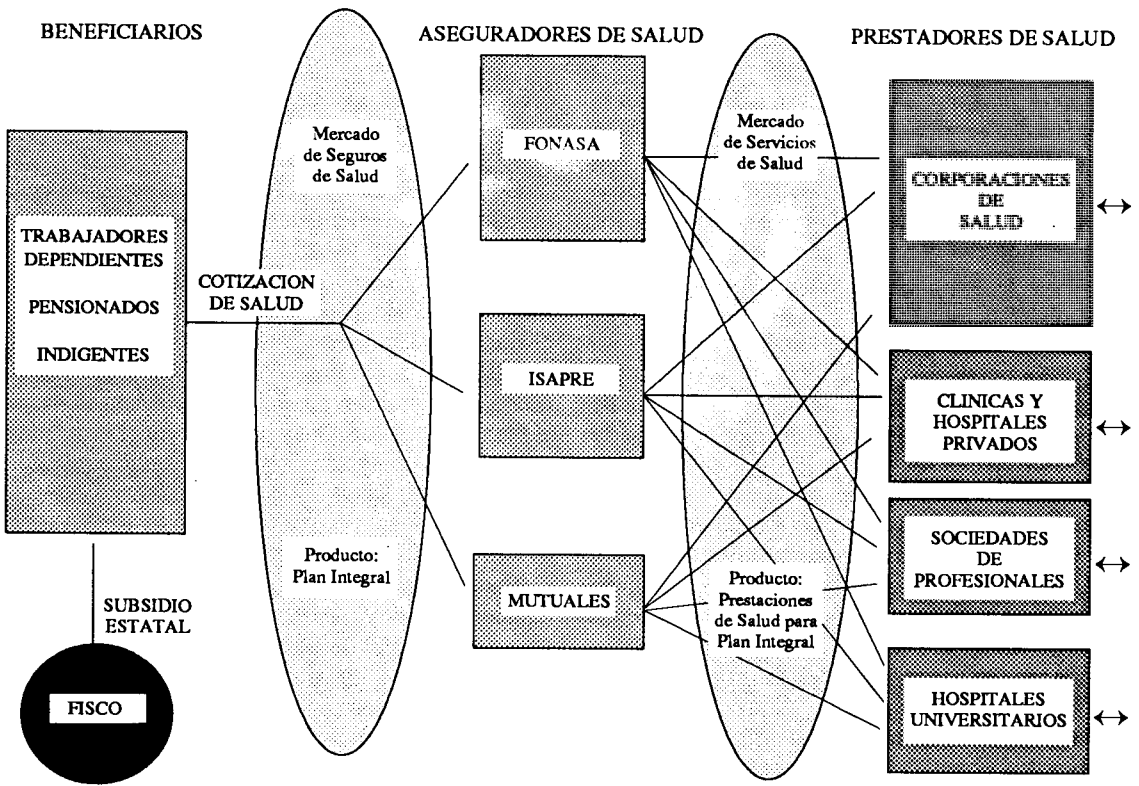 BENEFICIARIOS
ASEGURADORES DE SALUD
PRESTADORES DE SALUD
TRABAJADORES
DEPENDIENTES
PENSIONADOS
INDIGENTES
COTIZACION
DE SALUD
SUBSIDIO
ESTATAL
FISCO
Mercado
de Seguros
de Salud
Producto:
Plan Integral
FONASA
ISAPRE
MUTUALES
Mercado
de Servicios
de Salud
Producto:
Prestaciones
de Salud para
Plan Integral
CORPORACIONES
DE
SALUD
CLINICAS Y
HOSPITALES
PRIVADOS
SOCIEDADES
DE
PROFESIONALES
HOSPITALES
UNIVERSITARIOS